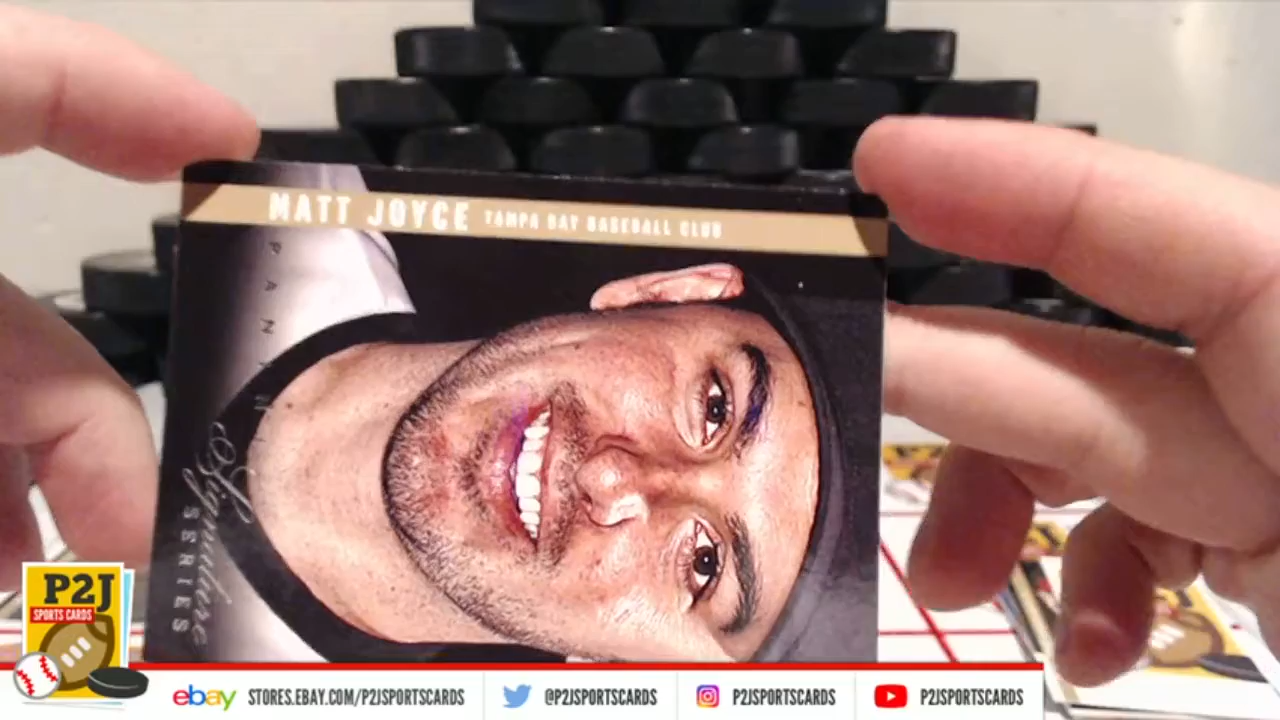 MATT JOYCE TAMPA BAY BASEBALL CLUB
PANINI
Signature
SERIES
P2J
SPORTS CARDS
ebay STORES.EBAY.COM/P2JSPORTSCARDS
@P2JSPORTSCARDS
P2JSPORTSCARDS
P2JSPORTSCARDS